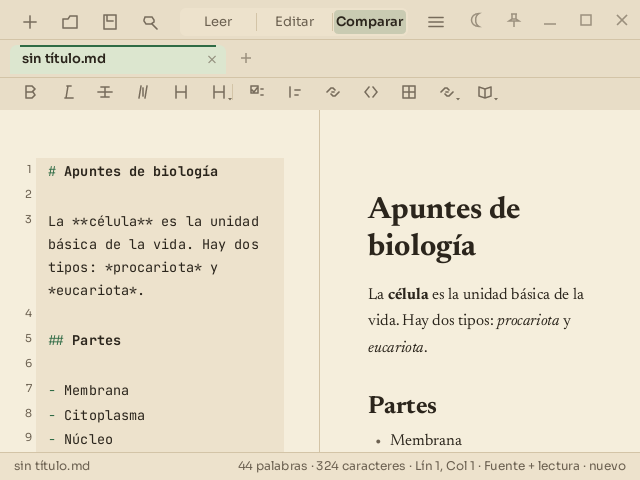 Leer Editar Comparar
sin título.md
1 # Apuntes de biología
2
3 La **célula** es la unidad
básica de la vida. Hay dos
tipos: *procariota* y
*eucariota*.
4
5 ## Partes
6
7 - Membrana
8 - Citoplasma
9 - Núcleo
Apuntes de
biología
La célula es la unidad básica de la
vida. Hay dos tipos: procariota y
eucariota.
Partes
• Membrana
sin título.md
44 palabras · 324 caracteres · Lín 1, Col 1 · Fuente + lectura · nuevo